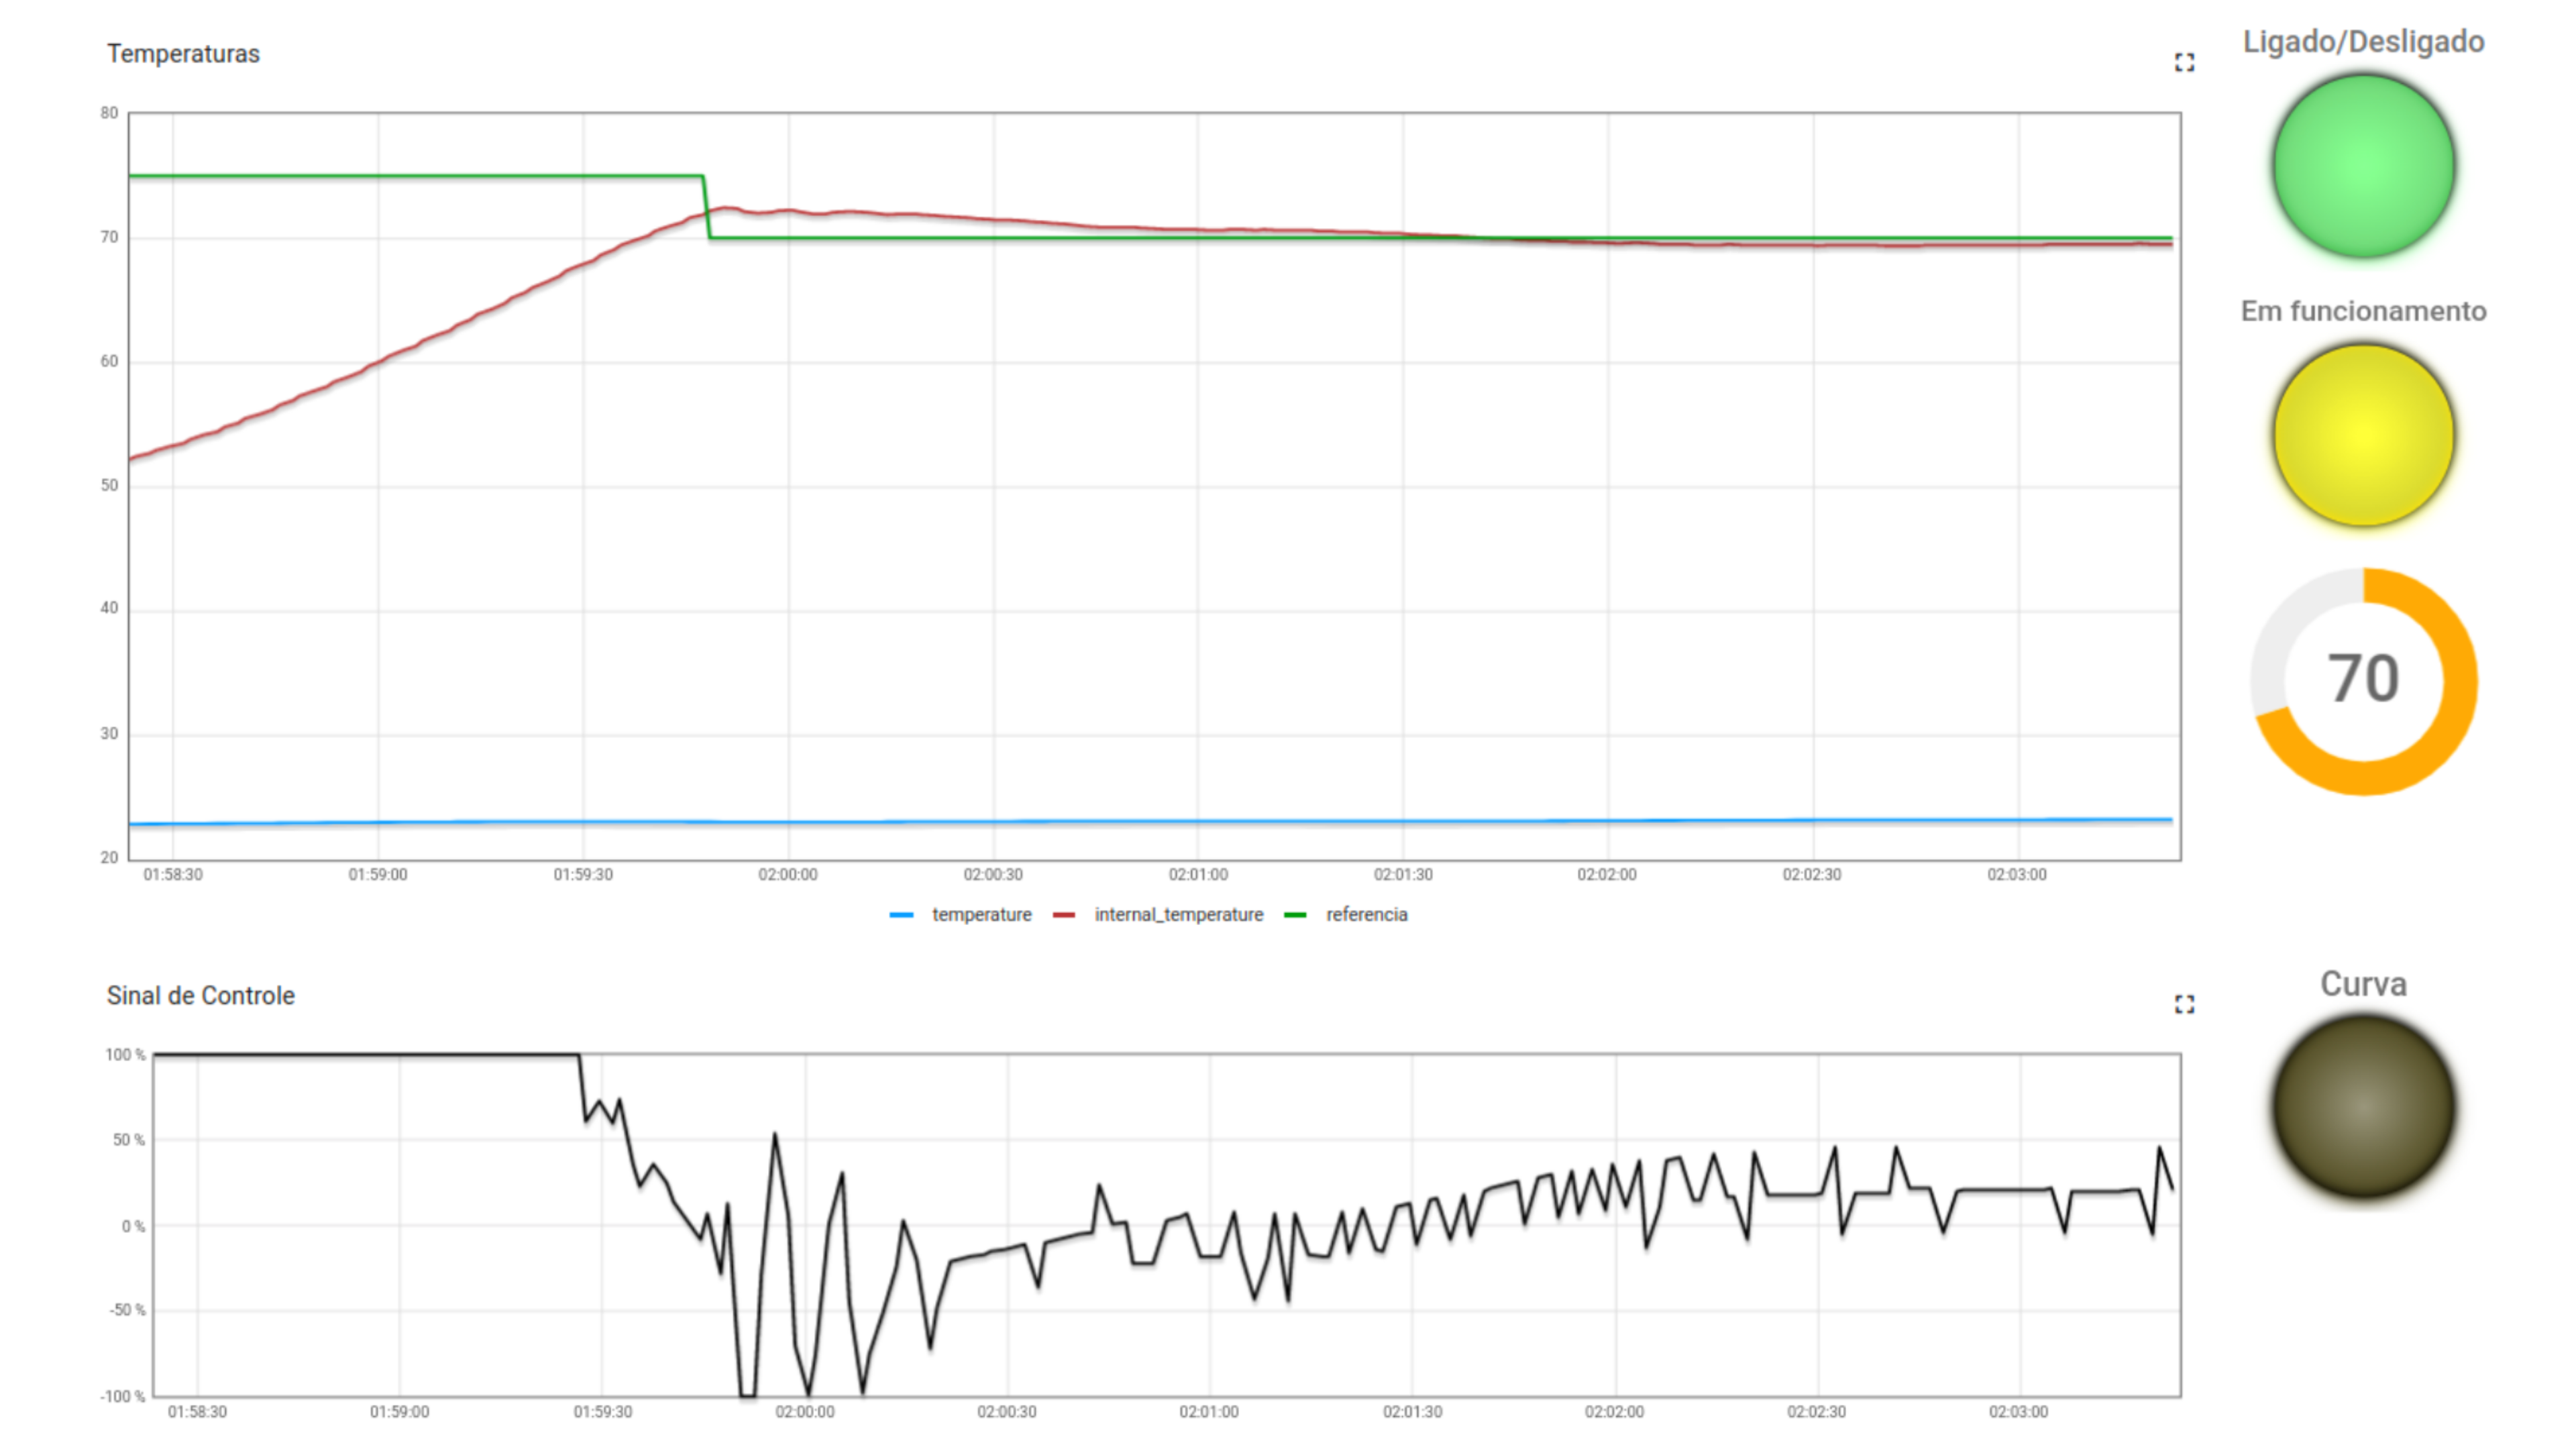 Temperaturas
Ligado/Desligado
80
70
60
50
40
30
20
01:58:30 01:59:00 01:59:30 02:00:00 02:00:30 02:01:00 02:01:30 02:02:00 02:02:30 02:03:00
temperature internal_temperature referencia
Em funcionamento
70
Sinal de Controle
Curva
100 %
50 %
0 %
-50 %
-100 %
01:58:30 01:59:00 01:59:30 02:00:00 02:00:30 02:01:00 02:01:30 02:02:00 02:02:30 02:03:00